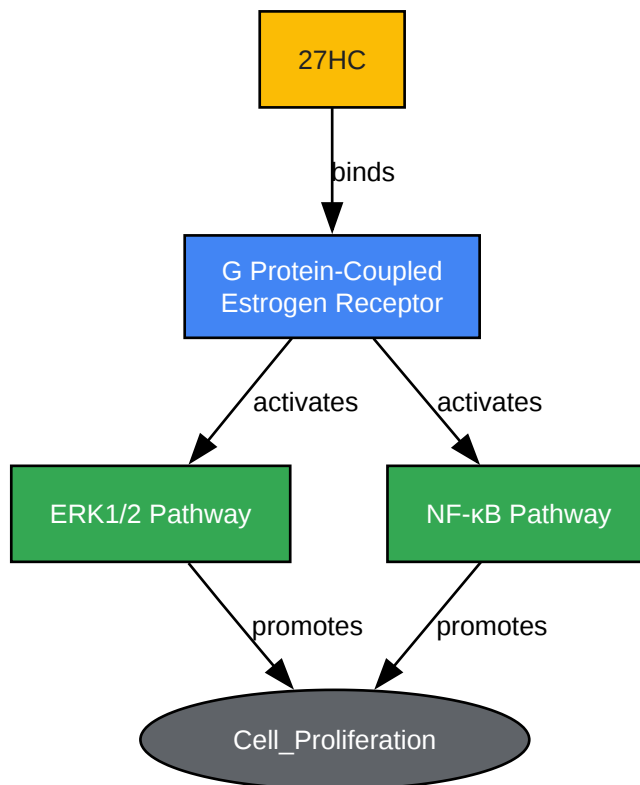 27HC
binds
G Protein-Coupled
Estrogen Receptor
activates
activates
ERK1/2 Pathway
NF-κB Pathway
promotes
promotes
Cell_Proliferation